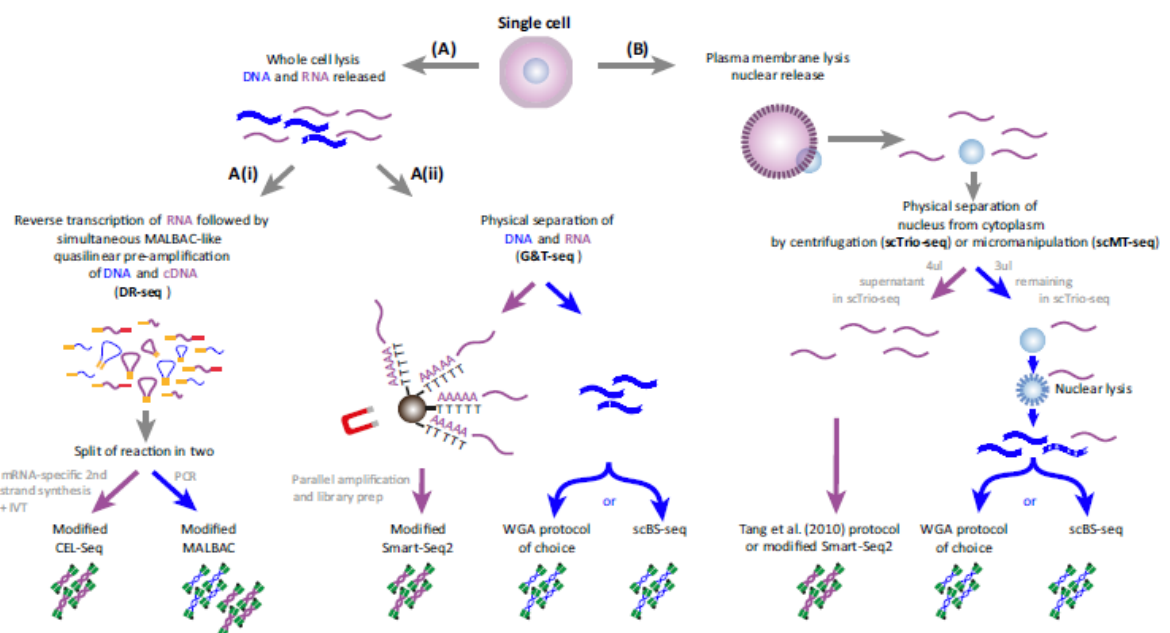 Single cell
(A)
(B)
Whole cell lysis
DNA and RNA released
Plasma membrane lysis
nuclear release
A(i)
A(ii)
Reverse transcription of RNA followed by
simultaneous MALBAC-like
quasilinear pre-amplification
of DNA and cDNA
(DR-seq )
Physical separation of
DNA and RNA
(G&T-seq )
Physical separation of
nucleus from cytoplasm
by centrifugation (scTrio-seq) or micromanipulation (scMT-seq)
4ul
3ul
supernatant
in scTrio-seq
remaining
in scTrio-seq
AAAAA
TTTTT
AAAAA
TTTTT
AAAAA
TTTTT
AAAAA
TTTTT
Nuclear lysis
Split of reaction in two
mRNA-specific 2nd
strand synthesis
+ IVT
PCR
Parallel amplification
and library prep
or
or
Modified
CEL-Seq
Modified
MALBAC
Modified
Smart-Seq2
WGA protocol
of choice
scBS-seq
Tang et al. (2010) protocol
or modified Smart-Seq2
WGA protocol
of choice
scBS-seq